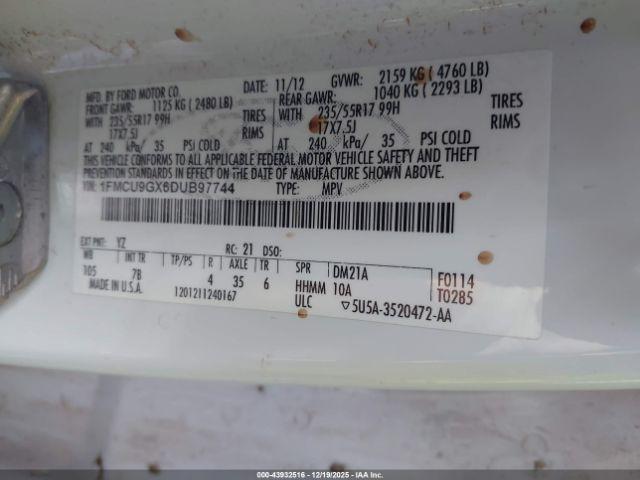 MFD. BY FORD MOTOR CO. DATE: 11/12 GVWR: 2159 KG ( 4760 LB)
FRONT GAWR: 1125 KG ( 2480 LB) REAR GAWR: 1040 KG ( 2293 LB)
WITH 235/55R17 99H TIRES WITH 235/55R17 99H TIRES
17X7.5J RIMS 17X7.5J RIMS
AT 240 kPa/ 35 PSI COLD AT 240 kPa/ 35 PSI COLD
THIS VEHICLE CONFORMS TO ALL APPLICABLE FEDERAL MOTOR VEHICLE SAFETY AND THEFT
PREVENTION STANDARDS IN EFFECT ON THE DATE OF MANUFACTURE SHOWN ABOVE.
1FMCU9GX6DUB97744 TYPE: MPV
EXT PNT: YZ RC: 21 DSO:
WB INT TR TP/PS R AXLE TR SPR DM21A F0114
105 7B 4 35 6 HHMM 10A T0285
MADE IN U.S.A. 1201211240167 ULC ▽5U5A-3520472-AA
000-43932516 - 12/19/2025 - IAAI.com